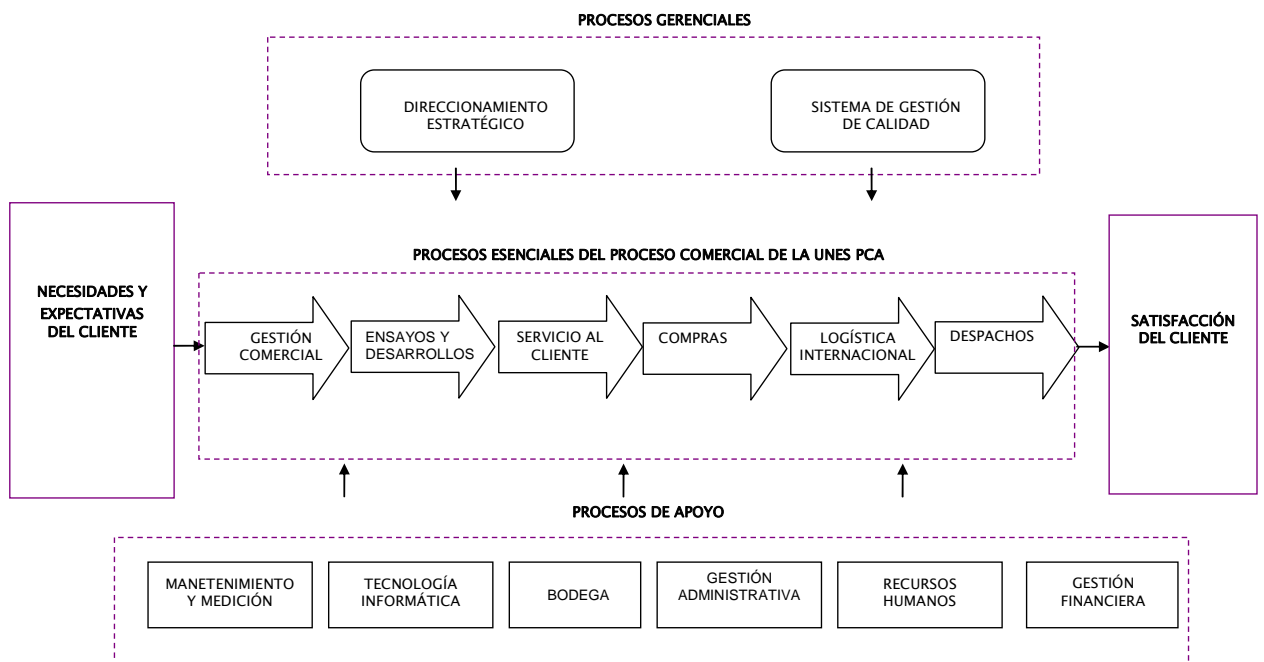 PROCESOS GERENCIALES
DIRECCIONAMIENTO
ESTRATÉGICO
SISTEMA DE GESTIÓN
DE CALIDAD
NECESIDADES Y
EXPECTATIVAS
DEL CLIENTE
PROCESOS ESENCIALES DEL PROCESO COMERCIAL DE LA UNES PCA
GESTIÓN
COMERCIAL
ENSAYOS Y
DESARROLLOS
SERVICIO AL
CLIENTE
COMPRAS
LOGÍSTICA
INTERNACIONAL
DESPACHOS
SATISFACCIÓN
DEL CLIENTE
PROCESOS DE APOYO
MANETENIMIENTO
Y MEDICIÓN
TECNOLOGÍA
INFORMÁTICA
BODEGA
GESTIÓN
ADMINISTRATIVA
RECURSOS
HUMANOS
GESTIÓN
FINANCIERA